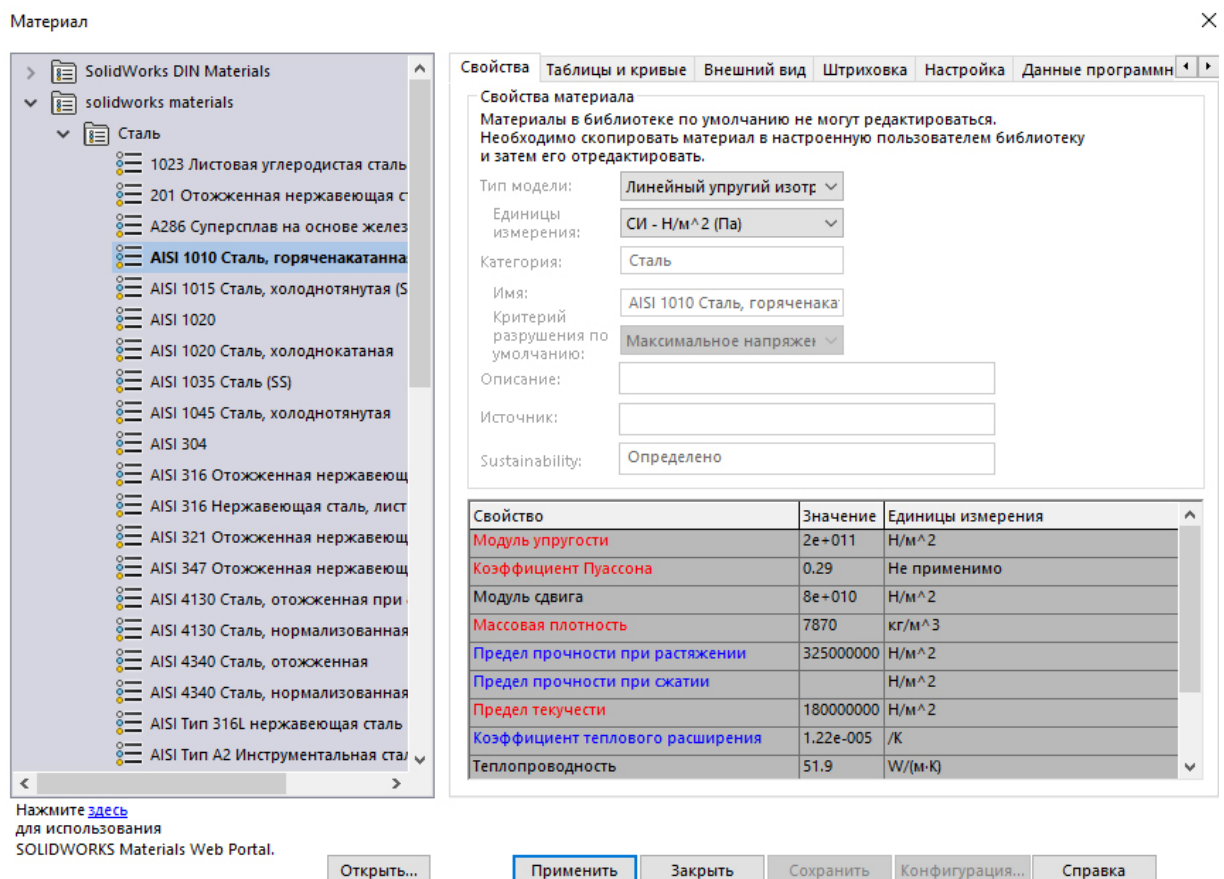 Материал
SolidWorks DIN Materials
solidworks materials
Сталь
1023 Листовая углеродистая сталь
201 Отожженная нержавеющая с
A286 Суперсплав на основе желез
AISI 1010 Сталь, горяченакатанна
AISI 1015 Сталь, холоднотянутая (S
AISI 1020
AISI 1020 Сталь, холоднокатаная
AISI 1035 Сталь (SS)
AISI 1045 Сталь, холоднотянутая
AISI 304
AISI 316 Отожженная нержавеющ
AISI 316 Нержавеющая сталь, лист
AISI 321 Отожженная нержавеющ
AISI 347 Отожженная нержавеющ
AISI 4130 Сталь, отожженная при
AISI 4130 Сталь, нормализованная
AISI 4340 Сталь, отожженная
AISI 4340 Сталь, нормализованная
AISI Тип 316L нержавеющая сталь
AISI Тип A2 Инструментальная ста
Нажмите здесь
для использования
SOLIDWORKS Materials Web Portal.
Свойства Таблицы и кривые Внешний вид Штриховка Настройка Данные программн
Свойства материала
Материалы в библиотеке по умолчанию не могут редактироваться.
Необходимо скопировать материал в настроенную пользователем библиотеку
и затем его отредактировать.
Тип модели: Линейный упругий изотр
Единицы
измерения: СИ - Н/м^2 (Па)
Категория: Сталь
Имя: AISI 1010 Сталь, горяченака
Критерий
разрушения по
умолчанию: Максимальное напряже
Описание:
Источник:
Sustainability: Определено
Свойство Значение Единицы измерения
Модуль упругости 2e+011 Н/м^2
Коэффициент Пуассона 0.29 Не применимо
Модуль сдвига 8e+010 Н/м^2
Массовая плотность 7870 кг/м^3
Предел прочности при растяжении 325000000 Н/м^2
Предел прочности при сжатии Н/м^2
Предел текучести 180000000 Н/м^2
Коэффициент теплового расширения 1.22e-005 /K
Теплопроводность 51.9 W/(m·K)
Открыть... Применить Закрыть Сохранить Конфигурация... Справка